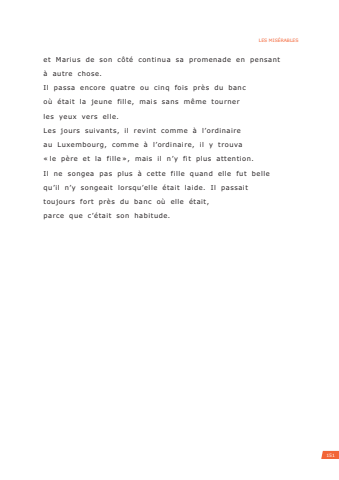 LES MISÉRABLES
et Marius de son côté continua sa promenade en pensant
à autre chose.
Il passa encore quatre ou cinq fois près du banc
où était la jeune fille, mais sans même tourner
les yeux vers elle.
Les jours suivants, il revint comme à l’ordinaire
au Luxembourg, comme à l’ordinaire, il y trouva
« le père et la fille », mais il n’y fit plus attention.
Il ne songea pas plus à cette fille quand elle fut belle
qu’il n’y songeait lorsqu’elle était laide. Il passait
toujours fort près du banc où elle était,
parce que c’était son habitude.